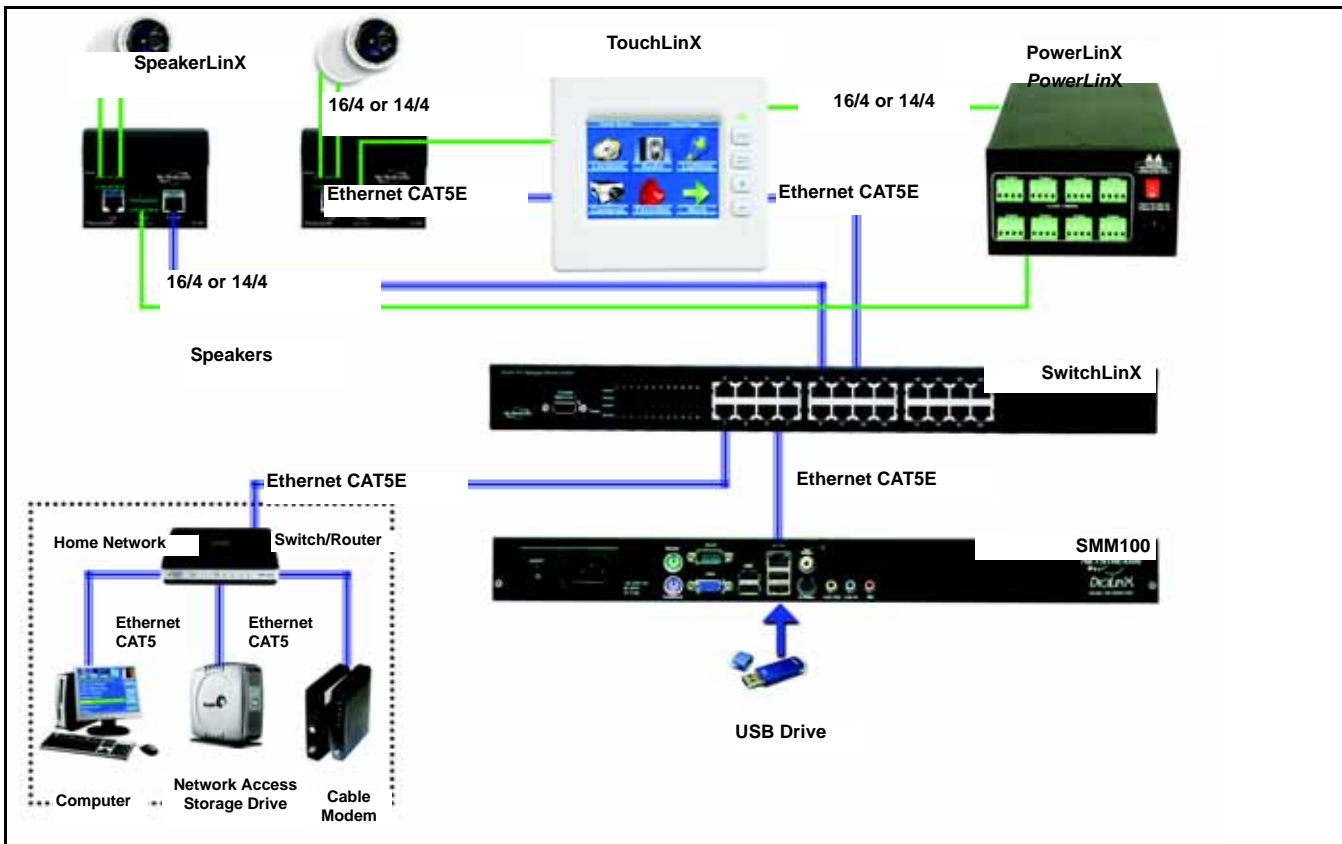 TouchLinX
SpeakerLinX
PowerLinX
PowerLinX
16/4 or 14/4
16/4 or 14/4
Ethernet CAT5E
Ethernet CAT5E
16/4 or 14/4
Speakers
SwitchLinX
Ethernet CAT5E
Ethernet CAT5E
Home Network
Switch/Router
SMM100
Ethernet
CAT5
Ethernet
CAT5
USB Drive
Computer
Network Access
Storage Drive
Cable
Modem